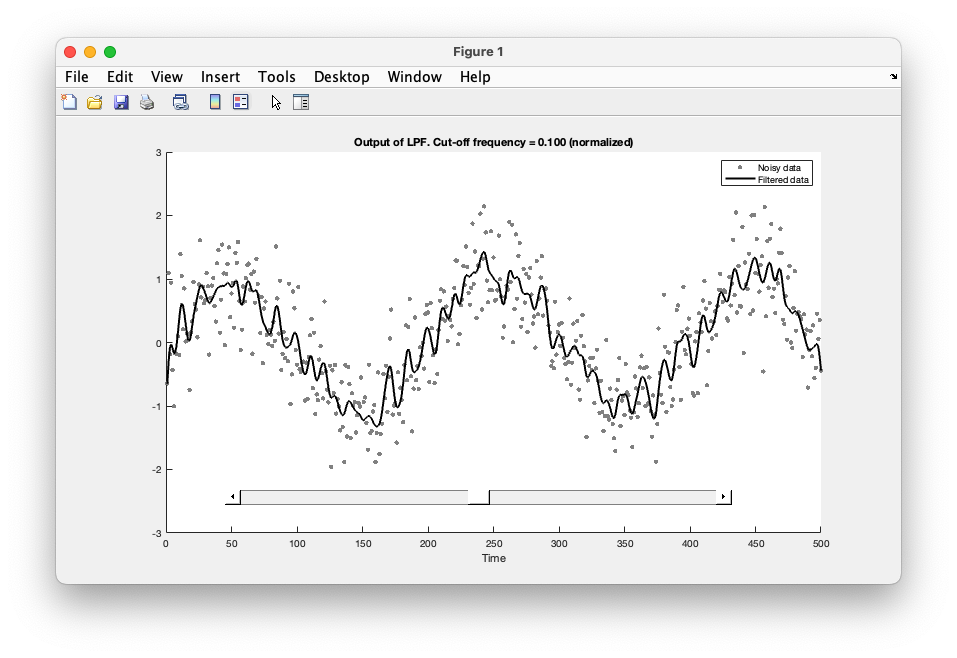 Figure 1
File Edit View Insert Tools Desktop Window Help
Output of LPF. Cut-off frequency = 0.100 (normalized)
Noisy data
Filtered data
3
2
1
0
-1
-2
-3
0 50 100 150 200 250 300 350 400 450 500
Time